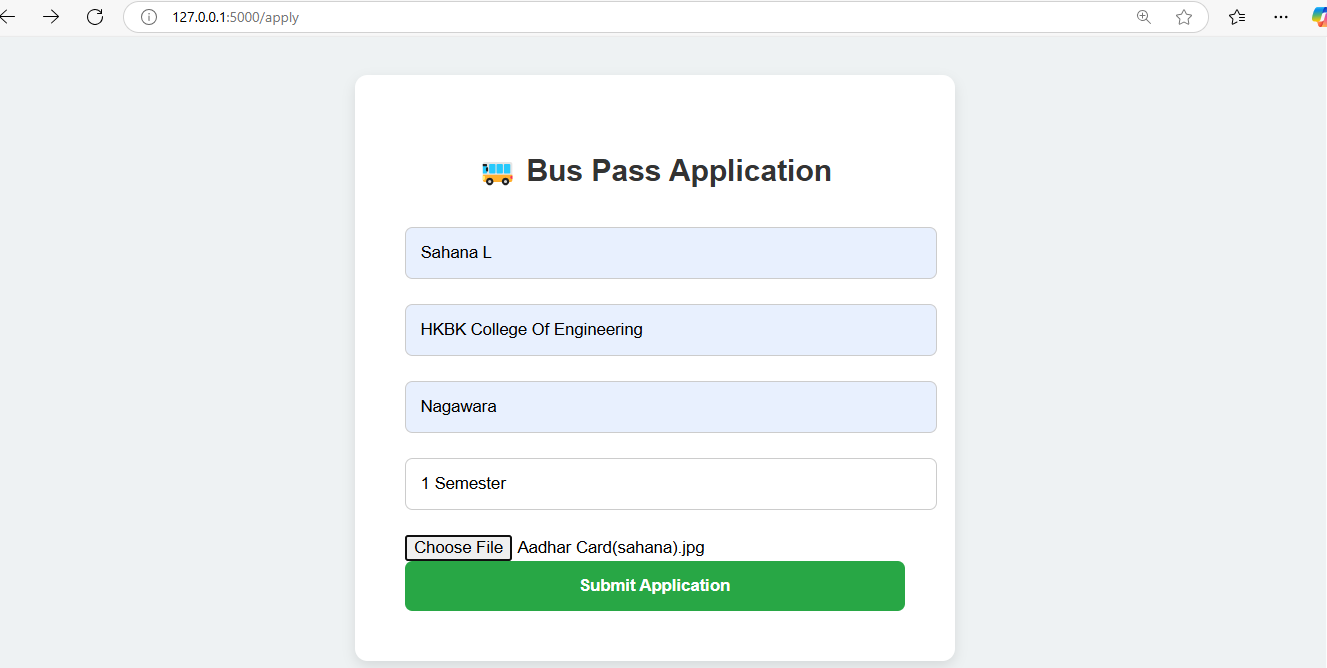 127.0.0.1:5000/apply
Bus Pass Application
Sahana L
HKBK College Of Engineering
Nagawara
1 Semester
Choose File Aadhar Card(sahana).jpg
Submit Application